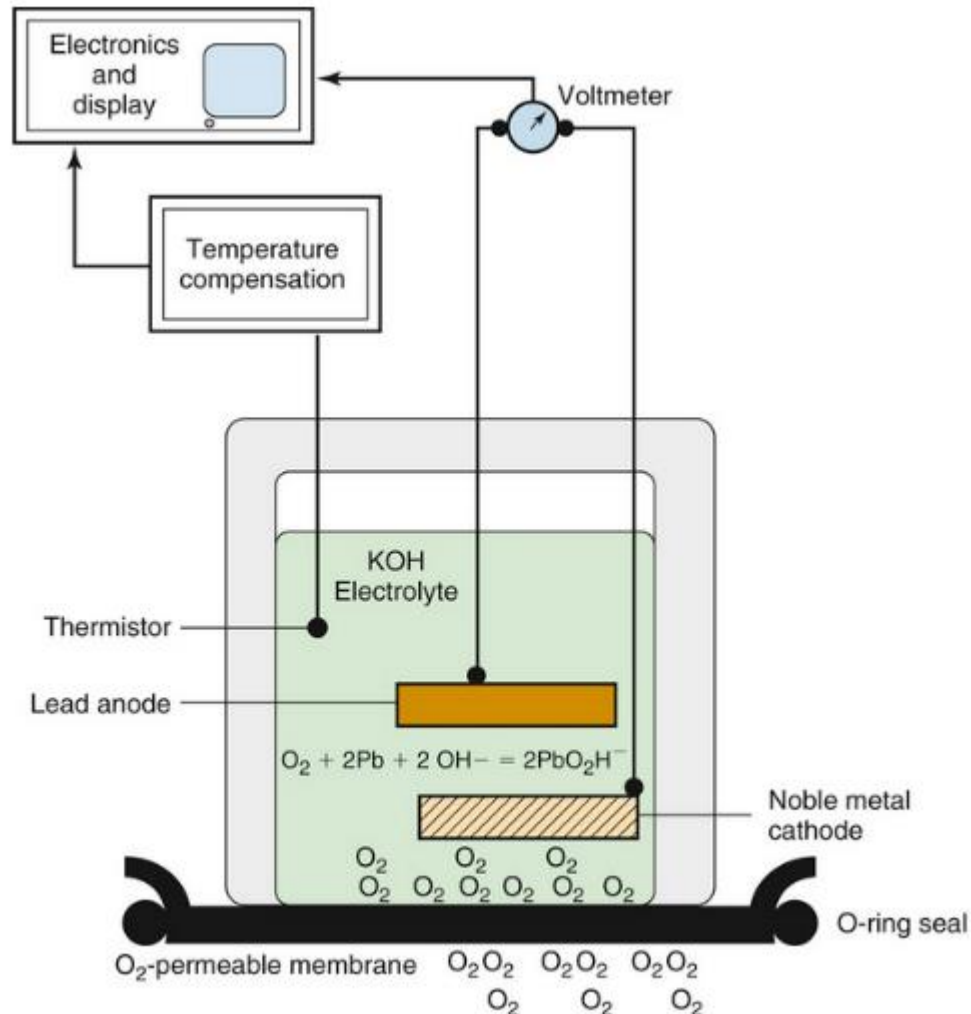 Electronics
and
display
Voltmeter
Temperature
compensation
KOH
Electrolyte
Thermistor
Lead anode
O₂ + 2Pb + 2 OH− = 2PbO₂H⁻
Noble metal
cathode
O₂ O₂ O₂
O₂ O₂ O₂ O₂ O₂ O₂
O-ring seal
O₂-permeable membrane
O₂O₂ O₂O₂ O₂O₂
O₂ O₂ O₂